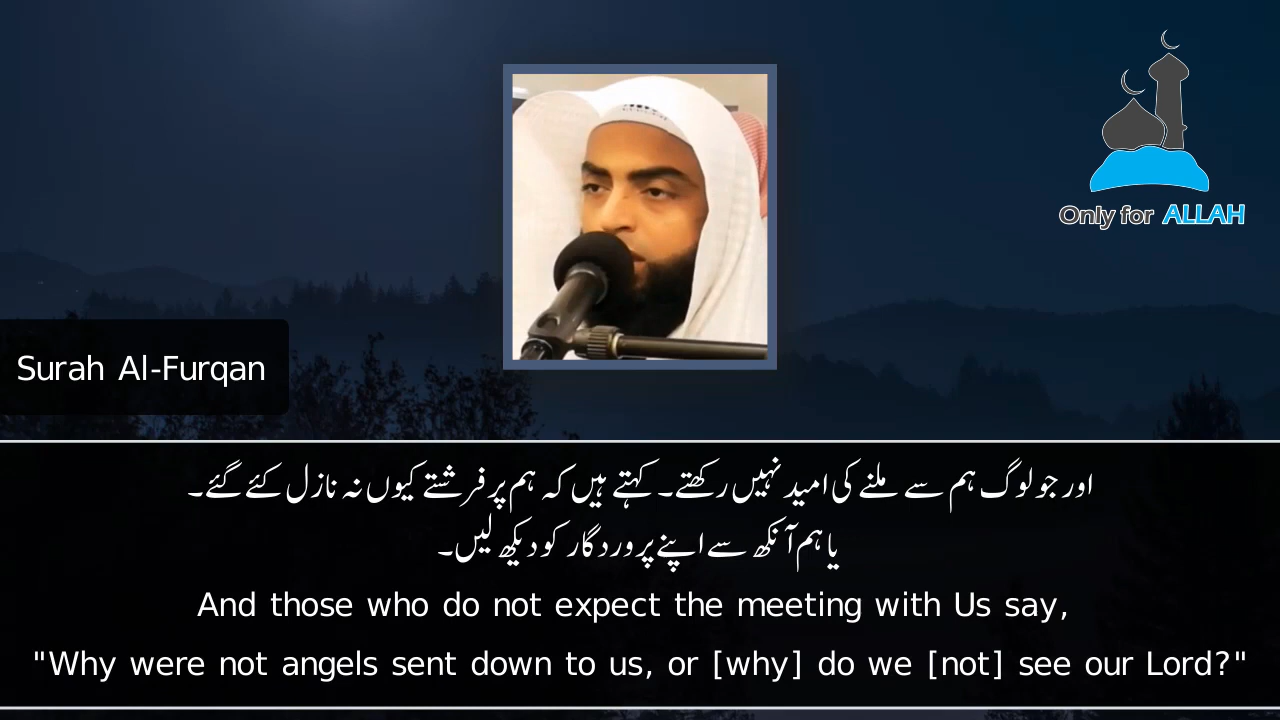 Only for ALLAH
Surah Al-Furqan
اور جو لوگ ہم سے ملنے کی امید نہیں رکھتے۔ کہتے ہیں کہ ہم پر فرشتے کیوں نہ نازل کئے گئے۔
یا ہم آنکھ سے اپنے پروردگار کو دیکھ لیں۔
And those who do not expect the meeting with Us say,
"Why were not angels sent down to us, or [why] do we [not] see our Lord?"